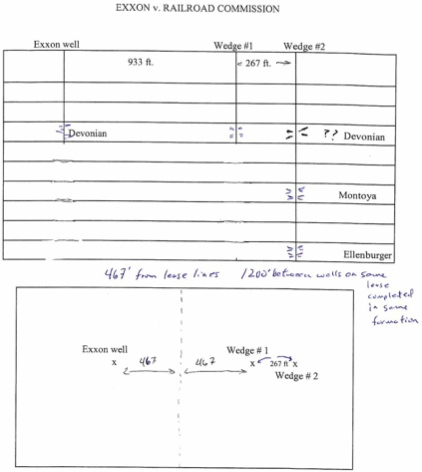 EXXON v. RAILROAD COMMISSION
Exxon well Wedge #1 Wedge #2
933 ft. 267 ft.
Devonian ?? Devonian
Montoya
Ellenburger
467' from lease lines 1200' between wells on same lease completed in same formation
Exxon well Wedge # 1
x 467 467 x 267 ft x
Wedge # 2